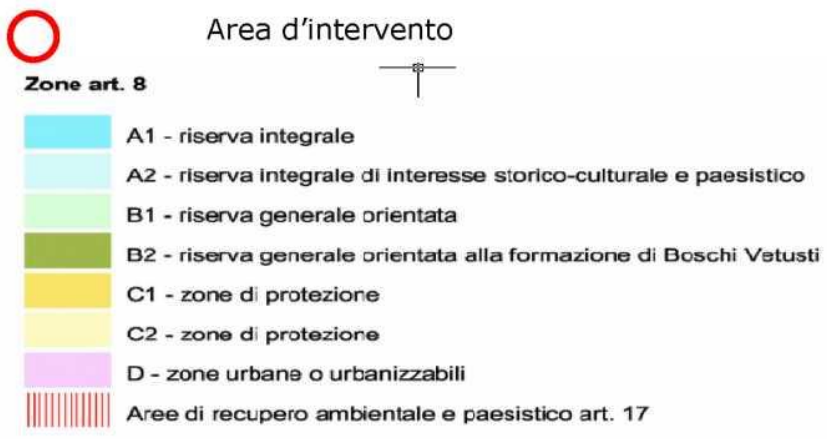 Area d'intervento
Zone art. 8
A1 - riserva integrale
A2 - riserva integrale di interesse storico-culturale e paesistico
B1 - riserva generale orientata
B2 - riserva generale orientata alla formazione di Boschi Vetusti
C1 - zone di protezione
C2 - zone di protezione
D - zone urbane o urbanizzabili
Aree di recupero ambientale e paesistico art. 17